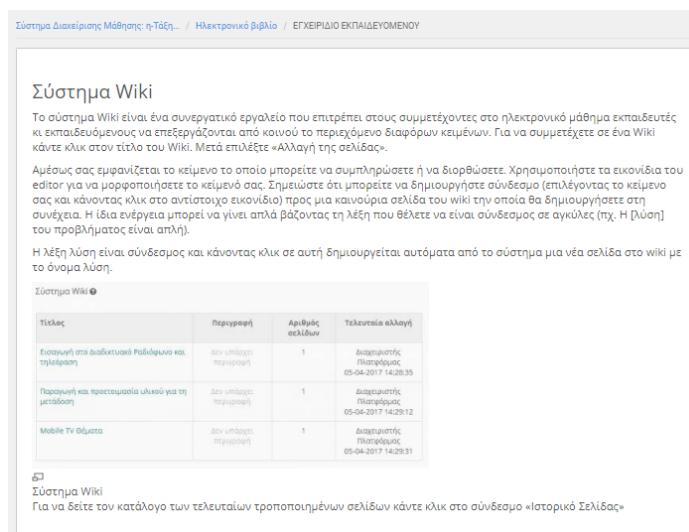 Σύστημα Διαχείρισης Μάθησης: η-Τάξη... / Ηλεκτρονικό βιβλίο / ΕΓΧΕΙΡΙΔΙΟ ΕΚΠΑΙΔΕΥΟΜΕΝΟΥ
Σύστημα Wiki
Το σύστημα Wiki είναι ένα συνεργατικό εργαλείο που επιτρέπει στους συμμετέχοντες στο ηλεκτρονικό μάθημα εκπαιδευτές
κι εκπαιδευόμενους να επεξεργάζονται από κοινού το περιεχόμενο διαφόρων κειμένων. Για να συμμετέχετε σε ένα Wiki
κάντε κλικ στον τίτλο του Wiki. Μετά επιλέξτε «Αλλαγή της σελίδας».
Αμέσως σας εμφανίζεται το κείμενο το οποίο μπορείτε να συμπληρώσετε ή να διορθώσετε. Χρησιμοποιήστε τα εικονίδια του
editor για να μορφοποιήσετε το κείμενό σας. Σημειώστε ότι μπορείτε να δημιουργήστε σύνδεσμο (επιλέγοντας το κείμενο
σας και κάνοντας κλικ στο αντίστοιχο εικονίδιο) προς μια καινούρια σελίδα του wiki την οποία θα δημιουργήσετε στη
συνέχεια. Η ίδια ενέργεια μπορεί να γίνει απλά βάζοντας τη λέξη που θέλετε να είναι σύνδεσμος σε αγκύλες (πχ. Η [λύση]
του προβλήματος είναι απλή).
Η λέξη λύση είναι σύνδεσμος και κάνοντας κλικ σε αυτή δημιουργείται αυτόματα από το σύστημα μια νέα σελίδα στο wiki με
το όνομα λύση.
Σύστημα Wiki
Τίτλος Περιγραφή Αριθμός σελίδων Τελευταία αλλαγή
Εισαγωγή στο Διαδικτυακό Ραδιόφωνο και
τηλεόραση
Δεν υπάρχει
περιγραφή
1
Διαχειριστής
Πλατφόρμας
05-04-2017 14:28:35
Παραγωγή και προετοιμασία υλικού για τη
μετάδοση
Δεν υπάρχει
περιγραφή
1
Διαχειριστής
Πλατφόρμας
05-04-2017 14:29:12
Mobile TV Θέματα
Δεν υπάρχει
περιγραφή
1
Διαχειριστής
Πλατφόρμας
05-04-2017 14:29:31
Σύστημα Wiki
Για να δείτε τον κατάλογο των τελευταίων τροποποιημένων σελίδων κάντε κλικ στο σύνδεσμο «Ιστορικό Σελίδας»